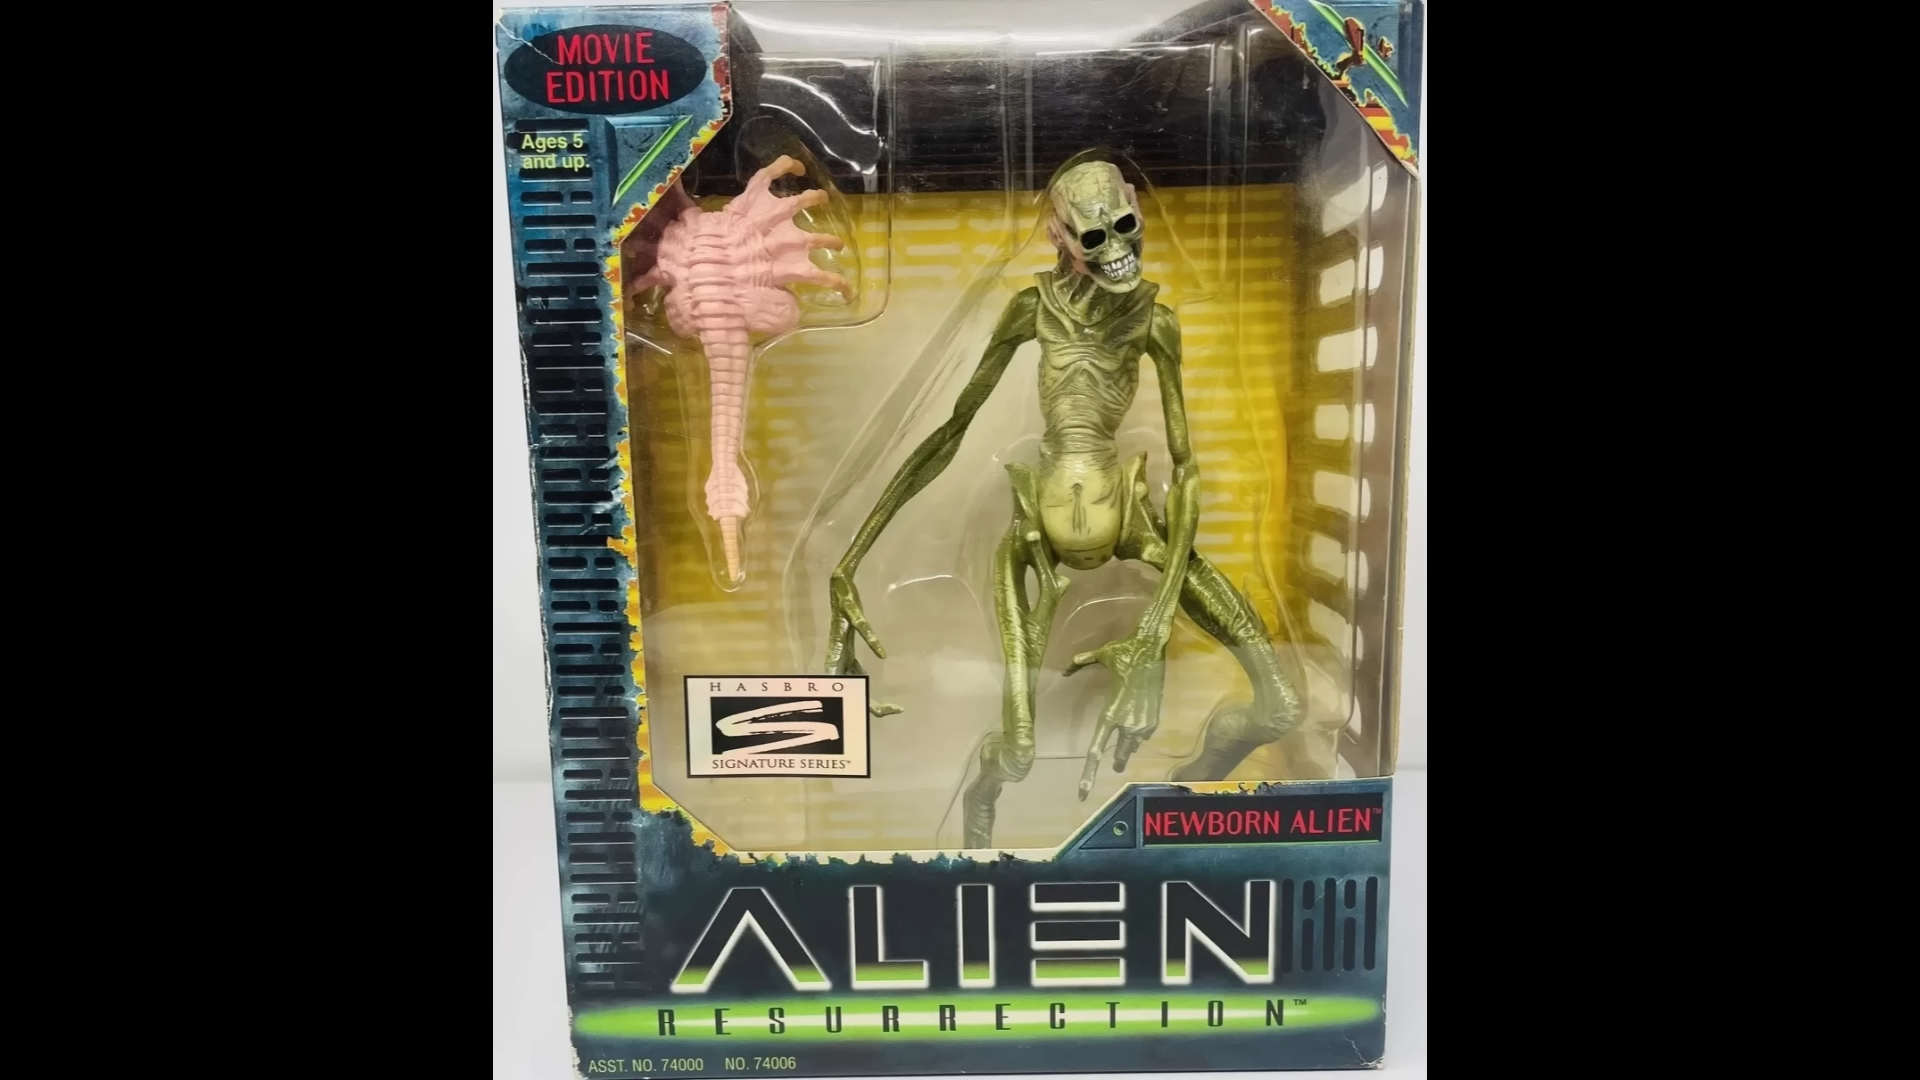 MOVIE
EDITION
Ages 5
and up.
HASBRO
SIGNATURE SERIES™
NEWBORN ALIEN™
ALIEN
RESURRECTION™
ASST. NO. 74000 NO. 74006